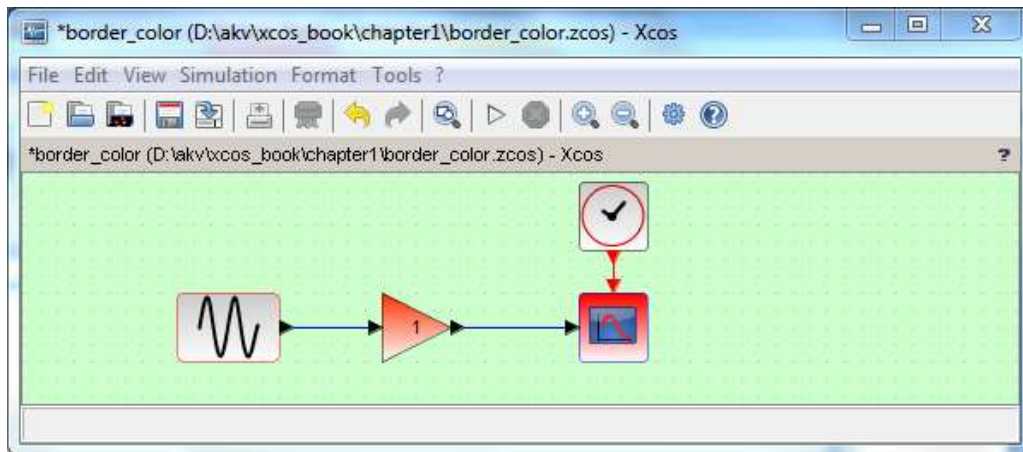 *border_color (D:\akv\xcos_book\chapter1\border_color.zcos) - Xcos
File Edit View Simulation Format Tools ?
*border_color (D:\akv\xcos_book\chapter1\border_color.zcos) - Xcos ?
1